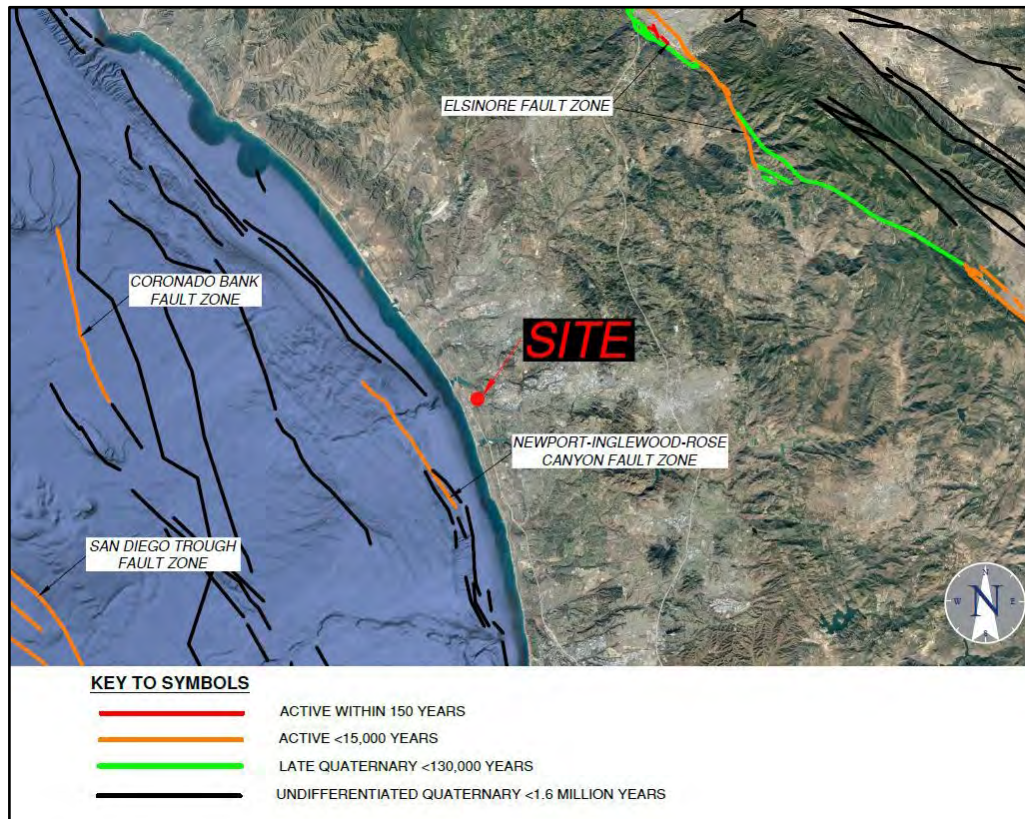 ELSINORE FAULT ZONE
CORONADO BANK
FAULT ZONE
SITE
NEWPORT-INGLEWOOD-ROSE
CANYON FAULT ZONE
SAN DIEGO TROUGH
FAULT ZONE
N
W
E
S
KEY TO SYMBOLS
ACTIVE WITHIN 150 YEARS
ACTIVE <15,000 YEARS
LATE QUATERNARY <130,000 YEARS
UNDIFFERENTIATED QUATERNARY <1.6 MILLION YEARS